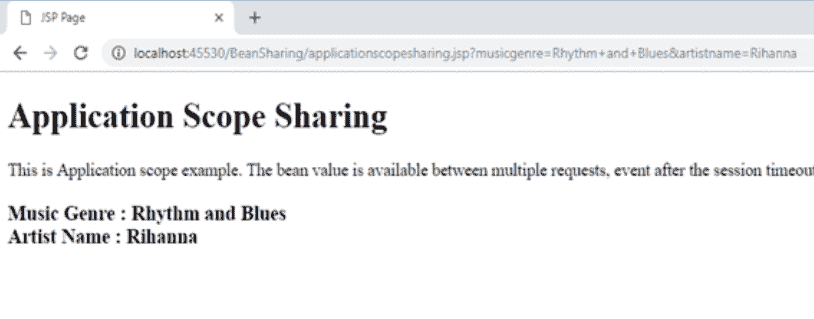 JSP Page
localhost:45530/BeanSharing/applicationscopesharing.jsp?musicgenre=Rhythm+and+Blues&artistname=Rihanna
Application Scope Sharing
This is Application scope example. The bean value is available between multiple requests, event after the session timeout
Music Genre : Rhythm and Blues
Artist Name : Rihanna